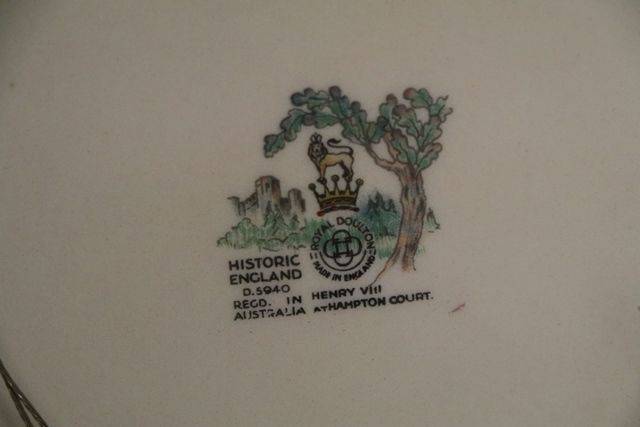 ROYAL DOULTON
MADE IN ENGLAND
HISTORIC
ENGLAND
D.5940
REGD. IN
AUSTRALIA
HENRY VIII
AT HAMPTON COURT.